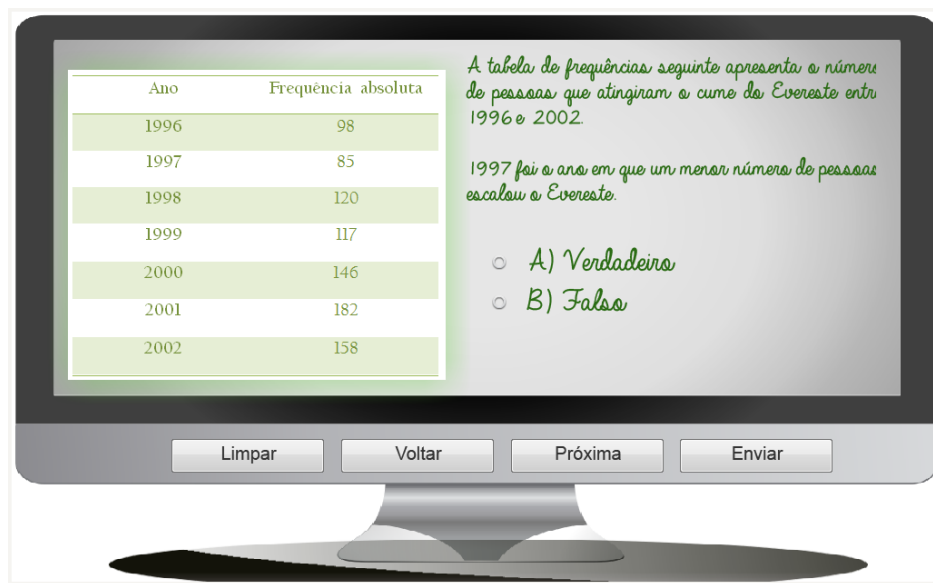 Ano Frequência absoluta
1996 98
1997 85
1998 120
1999 117
2000 146
2001 182
2002 158
A tabela de frequências seguinte apresenta o númer
de pessoas que atingiram o cume do Evereste entr
1996 e 2002.
1997 foi o ano em que um menor número de pessoas
escalou o Evereste.
A) Verdadeiro
B) Falso
Limpar Voltar Próxima Enviar